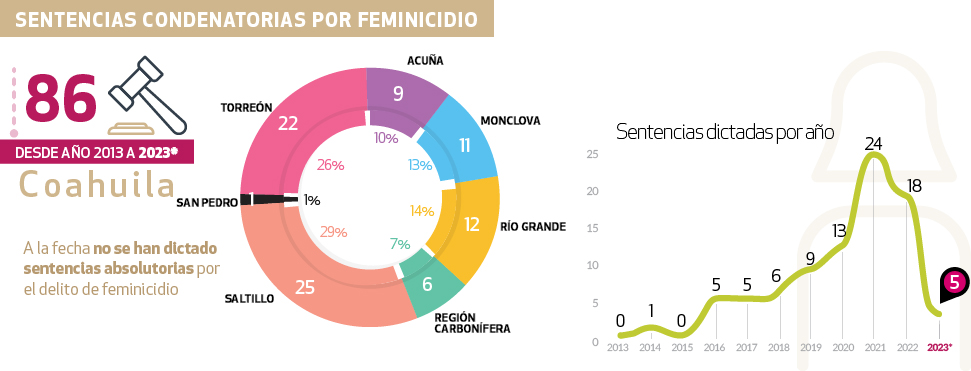 SENTENCIAS CONDENATORIAS POR FEMINICIDIO
86
DESDE AÑO 2013 A 2023*
Coahuila
A la fecha no se han dictado
sentencias absolutorias por
el delito de feminicidio
ACUÑA
9
10%
MONCLOVA
11
13%
RÍO GRANDE
12
14%
REGIÓN
CARBONÍFERA
6
7%
SALTILLO
25
29%
SAN PEDRO
1
1%
TORREÓN
22
26%
Sentencias dictadas por año
25
20
15
10
5
0
0
1
0
5
5
6
9
13
24
18
5
2013 2014 2015 2016 2017 2018 2019 2020 2021 2022 2023*